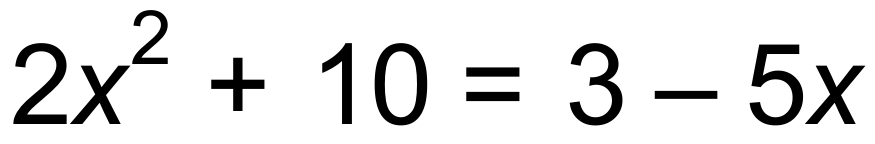 2x² + 10 = 3 – 5x